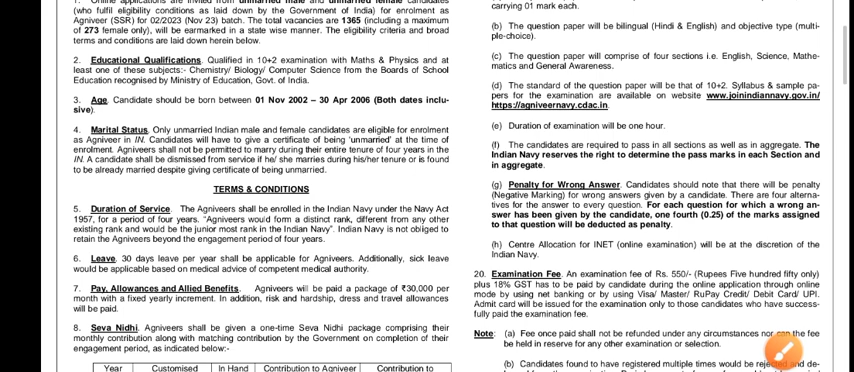 1. Online applications are invited from unmarried male and unmarried female candidates
(who fulfil eligibility conditions as laid down by the Government of India) for enrolment as
Agniveer (SSR) for 02/2023 (Nov 23) batch. The total vacancies are 1365 (including a maximum
of 273 female only), will be earmarked in a state wise manner. The eligibility criteria and broad
terms and conditions are laid down herein below.
2. Educational Qualifications. Qualified in 10+2 examination with Maths & Physics and at
least one of these subjects:- Chemistry/ Biology/ Computer Science from the Boards of School
Education recognised by Ministry of Education, Govt. of India.
3. Age. Candidate should be born between 01 Nov 2002 – 30 Apr 2006 (Both dates inclu-
sive).
4. Marital Status. Only unmarried Indian male and female candidates are eligible for enrolment
as Agniveer in IN. Candidates will have to give a certificate of being 'unmarried' at the time of
enrolment. Agniveers shall not be permitted to marry during their entire tenure of four years in the
IN. A candidate shall be dismissed from service if he/ she marries during his/her tenure or is found
to be already married despite giving certificate of being unmarried.
TERMS & CONDITIONS
5. Duration of Service. The Agniveers shall be enrolled in the Indian Navy under the Navy Act
1957, for a period of four years. "Agniveers would form a distinct rank, different from any other
existing rank and would be the junior most rank in the Indian Navy". Indian Navy is not obliged to
retain the Agniveers beyond the engagement period of four years.
6. Leave. 30 days leave per year shall be applicable for Agniveers. Additionally, sick leave
would be applicable based on medical advice of competent medical authority.
7. Pay, Allowances and Allied Benefits. Agniveers will be paid a package of ₹30,000 per
month with a fixed yearly increment. In addition, risk and hardship, dress and travel allowances
will be paid.
8. Seva Nidhi. Agniveers shall be given a one-time Seva Nidhi package comprising their
monthly contribution along with matching contribution by the Government on completion of their
engagement period, as indicated below:-
Year Customised In Hand Contribution to Agniveer Contribution to
carrying 01 mark each.
(b) The question paper will be bilingual (Hindi & English) and objective type (multi-
ple-choice).
(c) The question paper will comprise of four sections i.e. English, Science, Mathe-
matics and General Awareness.
(d) The standard of the question paper will be that of 10+2. Syllabus & sample pa-
pers for the examination are available on website www.joinindiannavy.gov.in/
https://agniveernavy.cdac.in.
(e) Duration of examination will be one hour.
(f) The candidates are required to pass in all sections as well as in aggregate. The
Indian Navy reserves the right to determine the pass marks in each Section and
in aggregate.
(g) Penalty for Wrong Answer. Candidates should note that there will be penalty
(Negative Marking) for wrong answers given by a candidate. There are four alterna-
tives for the answer to every question. For each question for which a wrong an-
swer has been given by the candidate, one fourth (0.25) of the marks assigned
to that question will be deducted as penalty.
(h) Centre Allocation for INET (online examination) will be at the discretion of the
Indian Navy.
20. Examination Fee. An examination fee of Rs. 550/- (Rupees Five hundred fifty only)
plus 18% GST has to be paid by candidate during the online application through online
mode by using net banking or by using Visa/ Master/ RuPay Credit/ Debit Card/ UPI.
Admit card will be issued for the examination only to those candidates who have success-
fully paid the examination fee.
Note: (a) Fee once paid shall not be refunded under any circumstances nor can the fee
be held in reserve for any other examination or selection.
(b) Candidates found to have registered multiple times would be rejected and de-